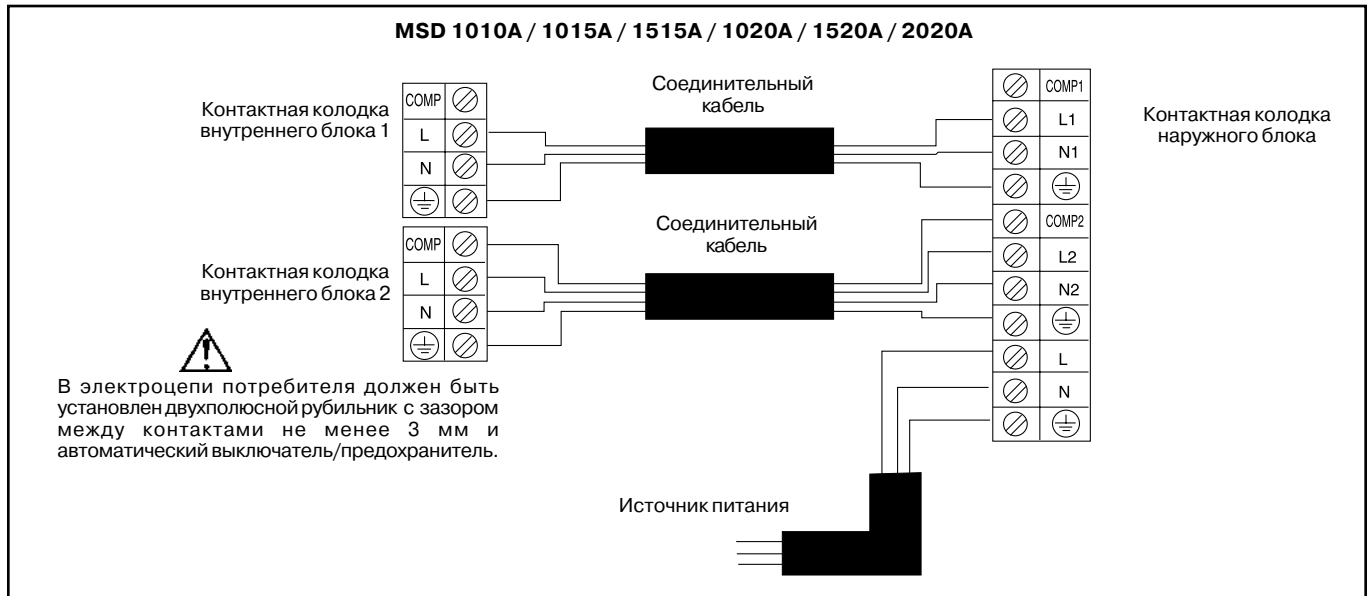 MSD 1010A / 1015A / 1515A / 1020A / 1520A / 2020A
Контактная колодка
внутреннего блока 1
COMP
L
N
Соединительный
кабель
COMP1
L1
N1
Контактная колодка
наружного блока
Контактная колодка
внутреннего блока 2
COMP
L
N
Соединительный
кабель
COMP2
L2
N2
L
N
В электроцепи потребителя должен быть
установлен двухполюсной рубильник с зазором
между контактами не менее 3 мм и
автоматический выключатель/предохранитель.
Источник питания